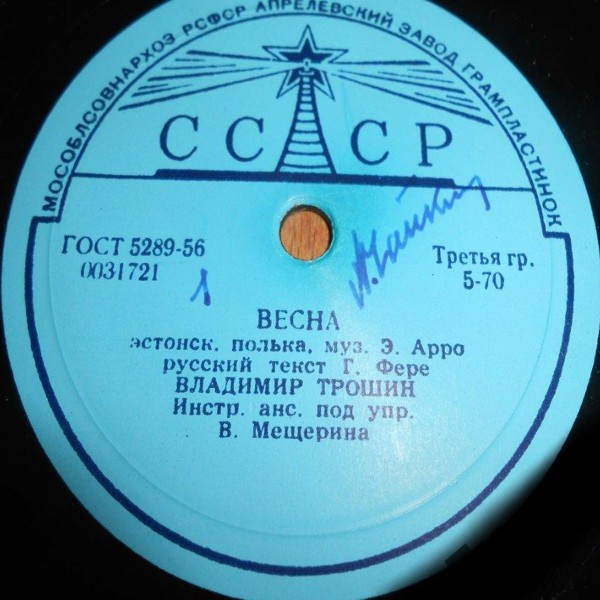 МОСОБЛСОВНАРХОЗ РСФСР АПРЕЛЕВСКИЙ ЗАВОД ГРАМПЛАСТИНОК
СССР
ГОСТ 5289-56
0031721
1
Третья гр.
5-70
ВЕСНА
эстонск. полька, муз. Э. Арро
русский текст Г. Фере
ВЛАДИМИР ТРОШИН
Инстр. анс. под упр.
В. Мещерина